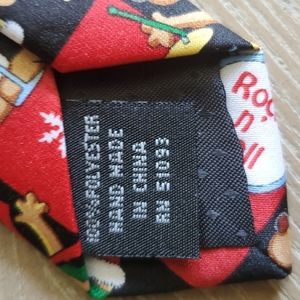 100% POLYESTER
HAND MADE
IN CHINA
RN 51093
Rock
n
Roll